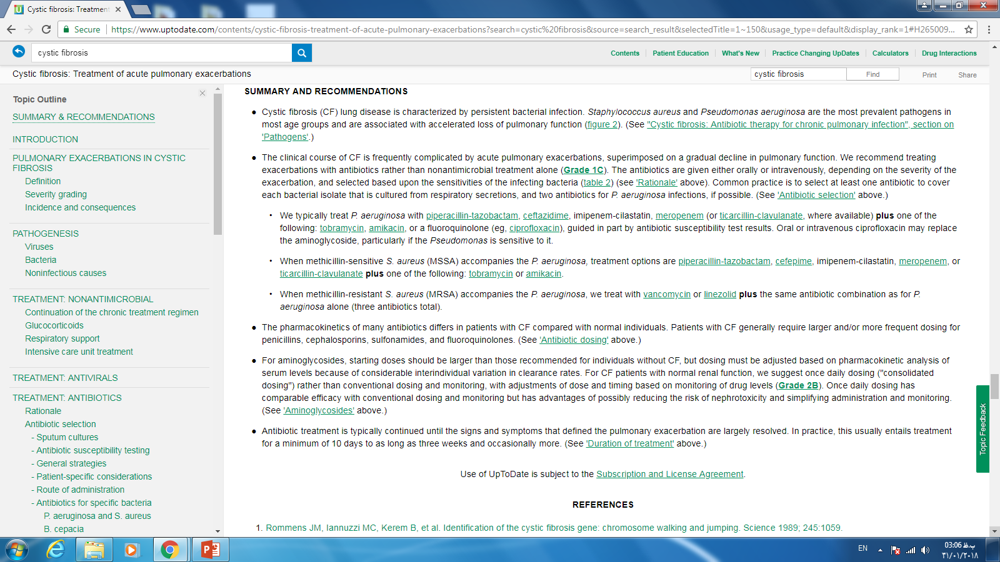 Cystic fibrosis: Treatment
Secure
https://www.uptodate.com/contents/cystic-fibrosis-treatment-of-acute-pulmonary-exacerbations?search=cystic%20fibrosis&source=search_result&selectedTitle=1~150&usage_type=default&display_rank=1#H265009...
cystic fibrosis
Contents
Patient Education
What's New
Practice Changing UpDates
Calculators
Drug Interactions
Cystic fibrosis: Treatment of acute pulmonary exacerbations
cystic fibrosis
Find
Print
Share
Topic Outline
SUMMARY & RECOMMENDATIONS
INTRODUCTION
PULMONARY EXACERBATIONS IN CYSTIC
FIBROSIS
Definition
Severity grading
Incidence and consequences
PATHOGENESIS
Viruses
Bacteria
Noninfectious causes
TREATMENT: NONANTIMICROBIAL
Continuation of the chronic treatment regimen
Glucocorticoids
Respiratory support
Intensive care unit treatment
TREATMENT: ANTIVIRALS
TREATMENT: ANTIBIOTICS
Rationale
Antibiotic selection
- Sputum cultures
- Antibiotic susceptibility testing
- General strategies
- Patient-specific considerations
- Route of administration
- Antibiotics for specific bacteria
P. aeruginosa and S. aureus
B. cepacia
SUMMARY AND RECOMMENDATIONS
● Cystic fibrosis (CF) lung disease is characterized by persistent bacterial infection. Staphylococcus aureus and Pseudomonas aeruginosa are the most prevalent pathogens in
most age groups and are associated with accelerated loss of pulmonary function (figure 2). (See "Cystic fibrosis: Antibiotic therapy for chronic pulmonary infection", section on
'Pathogens'.)
● The clinical course of CF is frequently complicated by acute pulmonary exacerbations, superimposed on a gradual decline in pulmonary function. We recommend treating
exacerbations with antibiotics rather than nonantimicrobial treatment alone (Grade 1C). The antibiotics are given either orally or intravenously, depending on the severity of the
exacerbation, and selected based upon the sensitivities of the infecting bacteria (table 2) (see 'Rationale' above). Common practice is to select at least one antibiotic to cover
each bacterial isolate that is cultured from respiratory secretions, and two antibiotics for P. aeruginosa infections, if possible. (See 'Antibiotic selection' above.)
• We typically treat P. aeruginosa with piperacillin-tazobactam, ceftazidime, imipenem-cilastatin, meropenem (or ticarcillin-clavulanate, where available) plus one of the
following: tobramycin, amikacin, or a fluoroquinolone (eg, ciprofloxacin), guided in part by antibiotic susceptibility test results. Oral or intravenous ciprofloxacin may replace
the aminoglycoside, particularly if the Pseudomonas is sensitive to it.
• When methicillin-sensitive S. aureus (MSSA) accompanies the P. aeruginosa, treatment options are piperacillin-tazobactam, cefepime, imipenem-cilastatin, meropenem, or
ticarcillin-clavulanate plus one of the following: tobramycin or amikacin.
• When methicillin-resistant S. aureus (MRSA) accompanies the P. aeruginosa, we treat with vancomycin or linezolid plus the same antibiotic combination as for P.
aeruginosa alone (three antibiotics total).
● The pharmacokinetics of many antibiotics differs in patients with CF compared with normal individuals. Patients with CF generally require larger and/or more frequent dosing for
penicillins, cephalosporins, sulfonamides, and fluoroquinolones. (See 'Antibiotic dosing' above.)
● For aminoglycosides, starting doses should be larger than those recommended for individuals without CF, but dosing must be adjusted based on pharmacokinetic analysis of
serum levels because of considerable interindividual variation in clearance rates. For CF patients with normal renal function, we suggest once daily dosing ("consolidated
dosing") rather than conventional dosing and monitoring, with adjustments of dose and timing based on monitoring of drug levels (Grade 2B). Once daily dosing has
comparable efficacy with conventional dosing and monitoring but has advantages of possibly reducing the risk of nephrotoxicity and simplifying administration and monitoring.
(See 'Aminoglycosides' above.)
● Antibiotic treatment is typically continued until the signs and symptoms that defined the pulmonary exacerbation are largely resolved. In practice, this usually entails treatment
for a minimum of 10 days to as long as three weeks and occasionally more. (See 'Duration of treatment' above.)
Use of UpToDate is subject to the Subscription and License Agreement.
REFERENCES
1. Rommens JM, Iannuzzi MC, Kerem B, et al. Identification of the cystic fibrosis gene: chromosome walking and jumping. Science 1989; 245:1059.
Topic Feedback
EN
03:06 ب.ظ
٣١/٠١/٢٠١٨